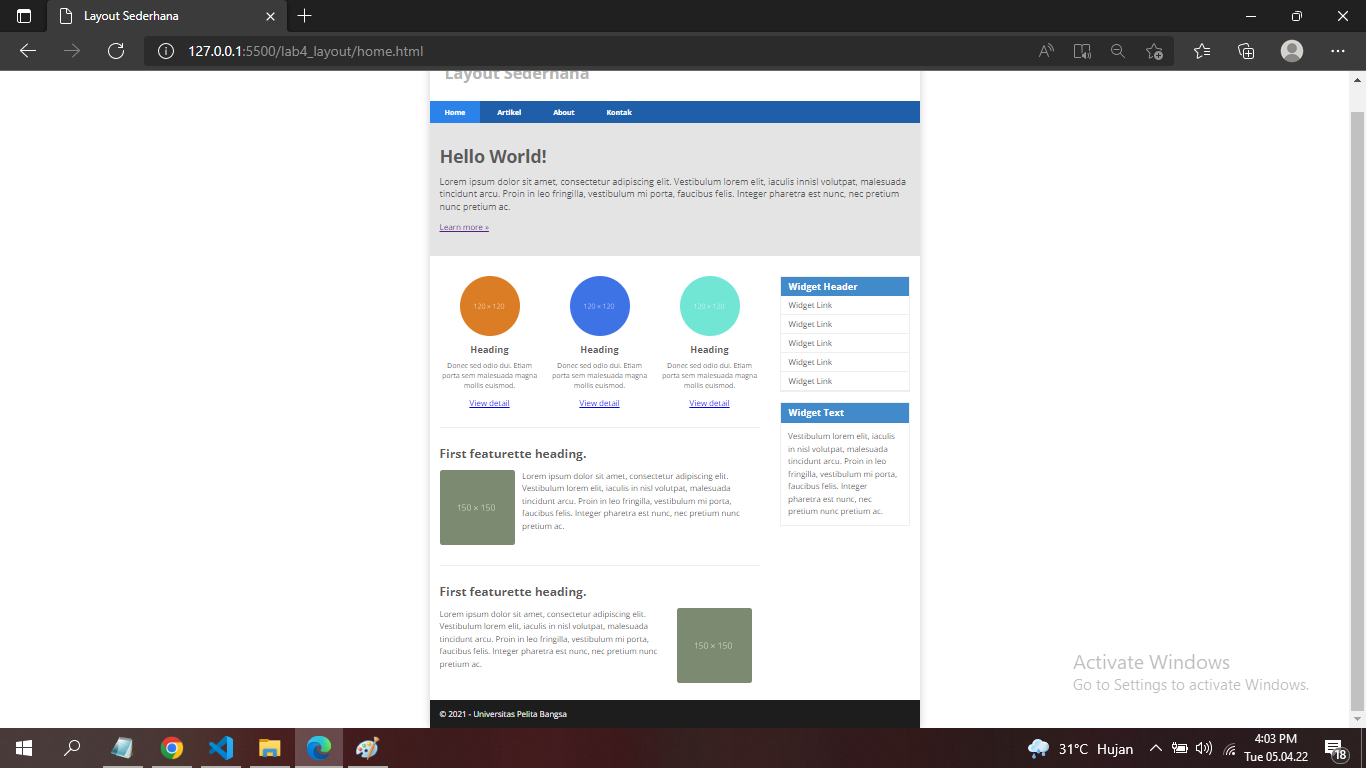 Layout Sederhana
127.0.0.1:5500/lab4_layout/home.html
Layout Sederhana
Home Artikel About Kontak
Hello World!
Lorem ipsum dolor sit amet, consectetur adipiscing elit. Vestibulum lorem elit, iaculis innisl volutpat, malesuada
tincidunt arcu. Proin in leo fringilla, vestibulum mi porta, faucibus felis. Integer pharetra est nunc, nec pretium
nunc pretium ac.
Learn more »
120 × 120
Heading
Donec sed odio dui. Etiam
porta sem malesuada magna
mollis euismod.
View detail
120 × 120
Heading
Donec sed odio dui. Etiam
porta sem malesuada magna
mollis euismod.
View detail
120 × 120
Heading
Donec sed odio dui. Etiam
porta sem malesuada magna
mollis euismod.
View detail
First featurette heading.
150 × 150
Lorem ipsum dolor sit amet, consectetur adipiscing elit.
Vestibulum lorem elit, iaculis in nisl volutpat, malesuada
tincidunt arcu. Proin in leo fringilla, vestibulum mi porta,
faucibus felis. Integer pharetra est nunc, nec pretium nunc
pretium ac.
First featurette heading.
Lorem ipsum dolor sit amet, consectetur adipiscing elit.
Vestibulum lorem elit, iaculis in nisl volutpat, malesuada
tincidunt arcu. Proin in leo fringilla, vestibulum mi porta,
faucibus felis. Integer pharetra est nunc, nec pretium nunc
pretium ac.
150 × 150
Widget Header
Widget Link
Widget Link
Widget Link
Widget Link
Widget Link
Widget Text
Vestibulum lorem elit, iaculis
in nisl volutpat, malesuada
tincidunt arcu. Proin in leo
fringilla, vestibulum mi porta,
faucibus felis. Integer
pharetra est nunc, nec
pretium nunc pretium ac.
© 2021 - Universitas Pelita Bangsa
Activate Windows
Go to Settings to activate Windows.
31°C Hujan
4:03 PM
Tue 05.04.22
18